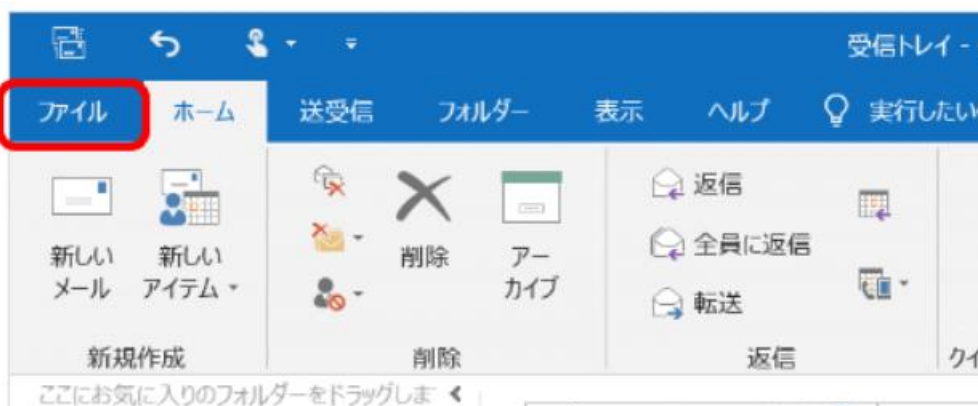 受信トレイ -
ファイル ホーム 送受信 フォルダー 表示 ヘルプ 実行したい
新しい
メール
新しい
アイテム
削除
アー
カイブ
返信
全員に返信
転送
新規作成 削除 返信 クイ
ここにお気に入りのフォルダーをドラッグしま